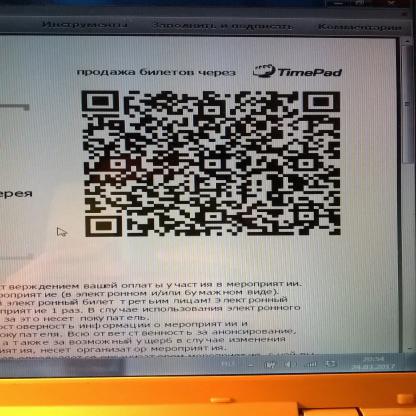 Инструменты Заполнить и подписать Комментарии
продажа билетов через TimePad
ерея
тверждением вашей оплаты участия в мероприятии.
роприятие (в электронном и/или бумажном виде).
й электронный билет третьим лицам! Электронный
приятие 1 раз. В случае использования электронного
за это несет покупатель.
остоверность информации о мероприятии и
окупателя. Всю ответственность за анонсирование,
а также за возможный ущерб в случае изменения
иятия, несет организатор мероприятия.
20:54
24.03.2017